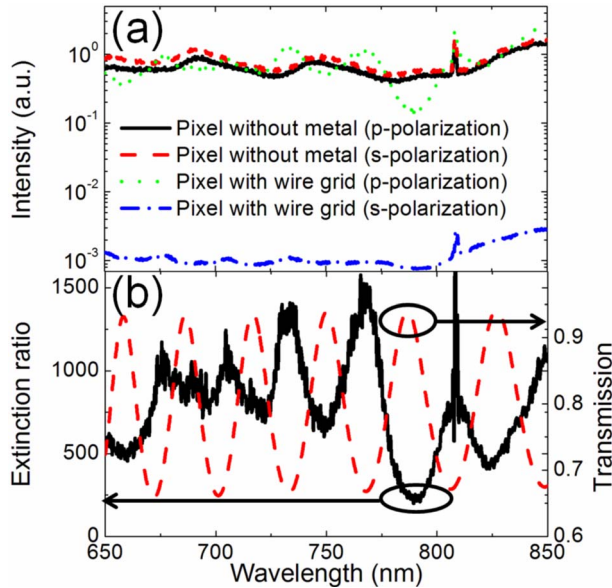 (a)
Intensity (a.u.)
10^0
10^-1
10^-2
10^-3
Pixel without metal (p-polarization)
Pixel without metal (s-polarization)
Pixel with wire grid (p-polarization)
Pixel with wire grid (s-polarization)
(b)
Extinction ratio
1500
1000
500
0
Transmission
0.9
0.8
0.7
0.6
650 700 750 800 850
Wavelength (nm)